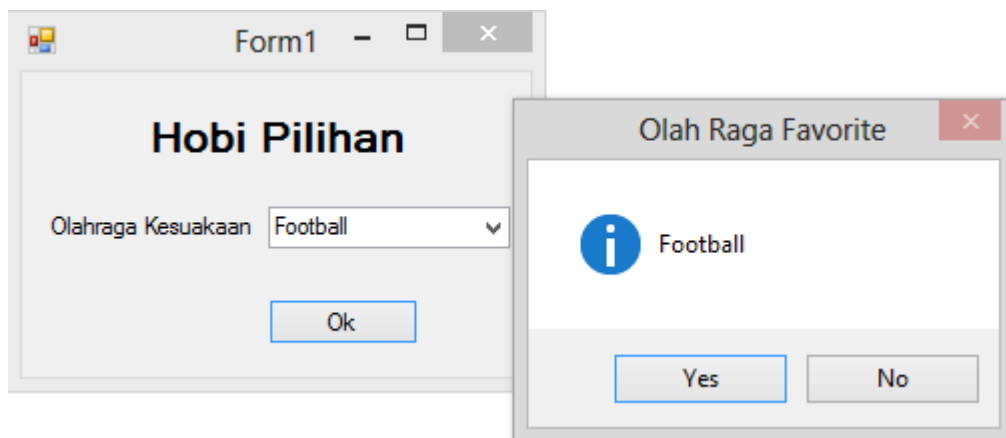 Form1
Hobi Pilihan
Olahraga Kesuakaan Football
Ok
Olah Raga Favorite
Football
Yes No